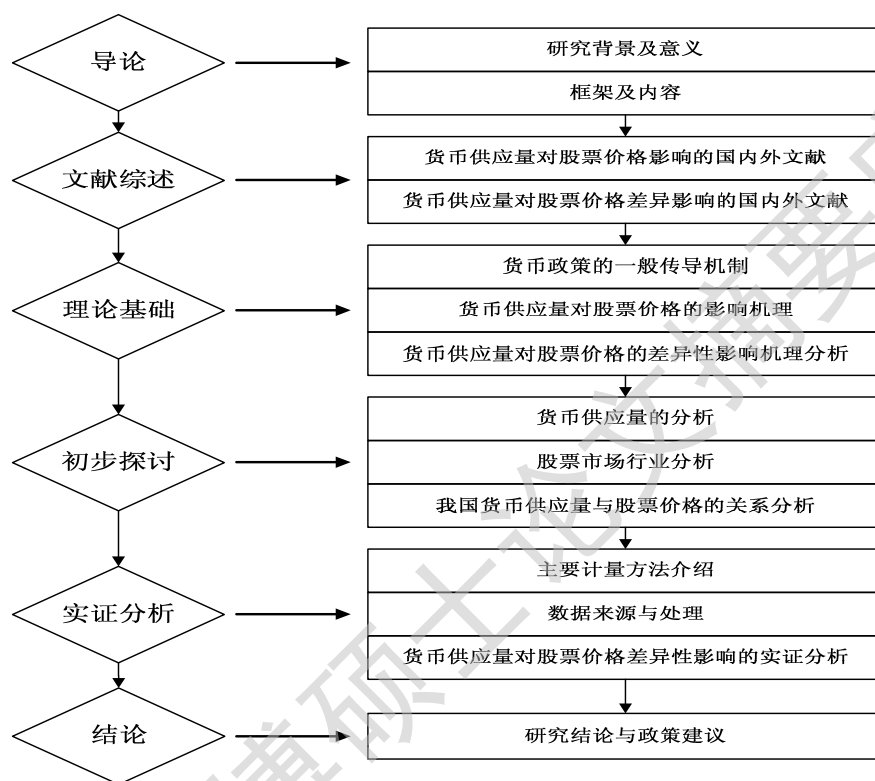 导论
研究背景及意义
框架及内容
文献综述
货币供应量对股票价格影响的国内外文献
货币供应量对股票价格差异影响的国内外文献
理论基础
货币政策的一般传导机制
货币供应量对股票价格的影响机理
货币供应量对股票价格的差异性影响机理分析
初步探讨
货币供应量的分析
股票市场行业分析
我国货币供应量与股票价格的关系分析
实证分析
主要计量方法介绍
数据来源与处理
货币供应量对股票价格差异性影响的实证分析
结论
研究结论与政策建议
博硕士论文摘要